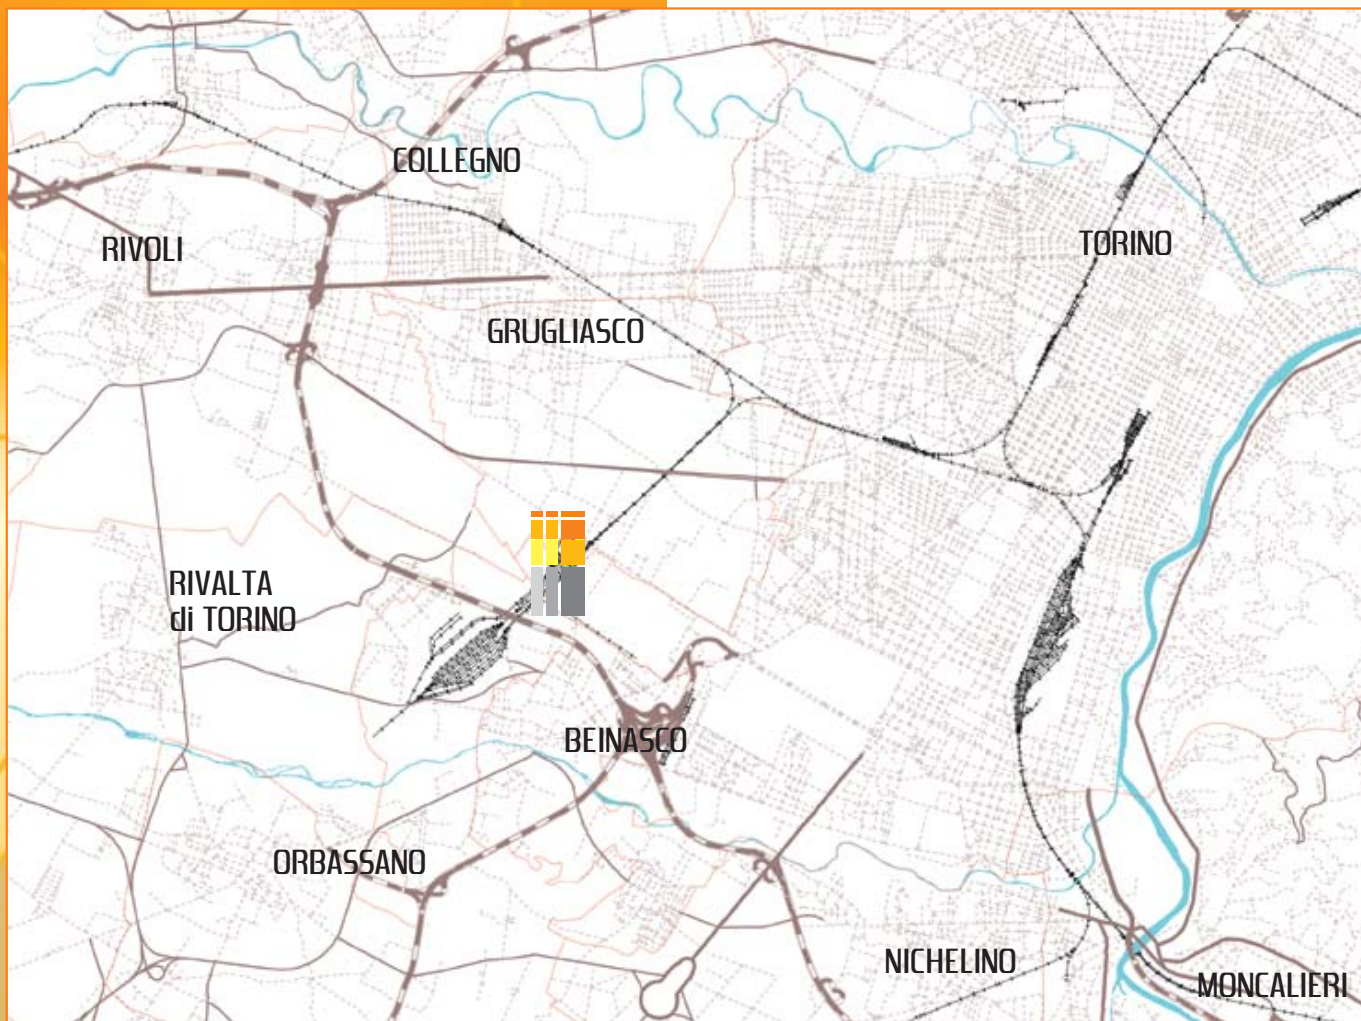 COLLEGNO
RIVOLI
TORINO
GRUGLIASCO
RIVALTA
di TORINO
BEINASCO
ORBASSANO
NICHELINO
MONCALIERI